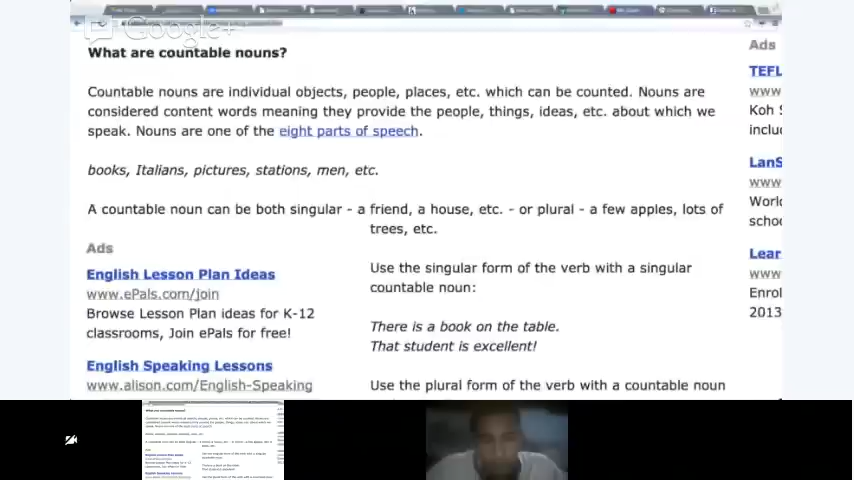 Google+
What are countable nouns?
Countable nouns are individual objects, people, places, etc. which can be counted. Nouns are
considered content words meaning they provide the people, things, ideas, etc. about which we
speak. Nouns are one of the eight parts of speech.
books, Italians, pictures, stations, men, etc.
A countable noun can be both singular - a friend, a house, etc. - or plural - a few apples, lots of
trees, etc.
Use the singular form of the verb with a singular
countable noun:
There is a book on the table.
That student is excellent!
Use the plural form of the verb with a countable noun
Ads
English Lesson Plan Ideas
www.ePals.com/join
Browse Lesson Plan ideas for K-12
classrooms, Join ePals for free!
English Speaking Lessons
www.alison.com/English-Speaking
Ads
TEFL
www
Koh S
inclu
LanS
www
World
scho
Lear
www
Enrol
2013